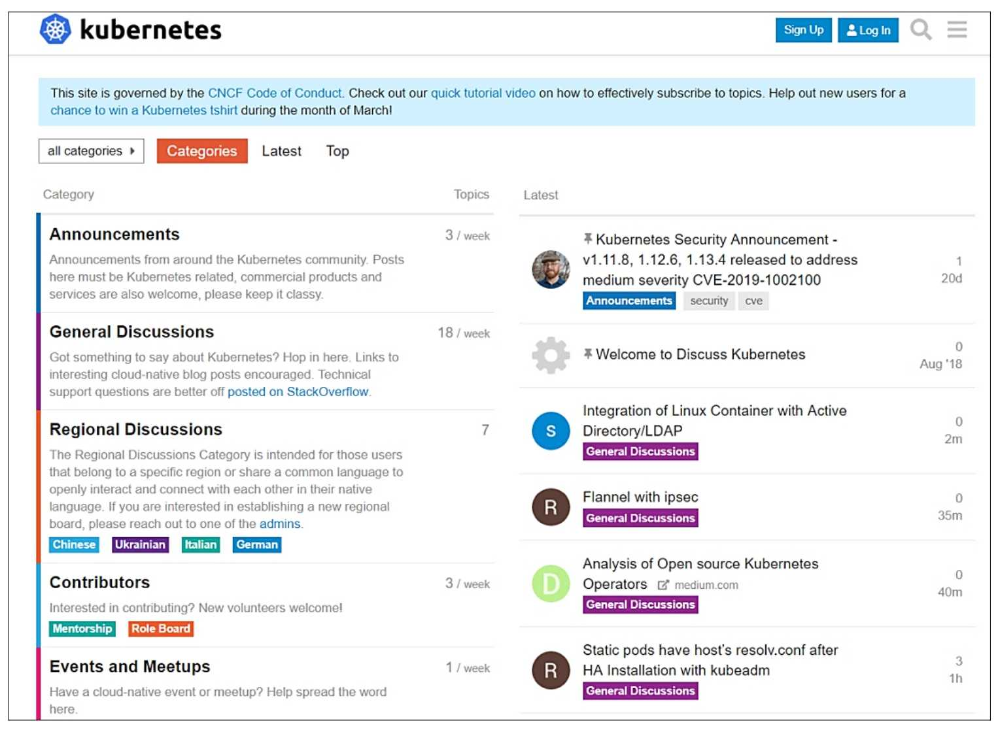 kubernetes
Sign Up
Log In
This site is governed by the CNCF Code of Conduct. Check out our quick tutorial video on how to effectively subscribe to topics. Help out new users for a
chance to win a Kubernetes tshirt during the month of March!
all categories
Categories
Latest
Top
Category
Topics
Announcements
3 / week
Announcements from around the Kubernetes community. Posts
here must be Kubernetes related, commercial products and
services are also welcome, please keep it classy.
General Discussions
18 / week
Got something to say about Kubernetes? Hop in here. Links to
interesting cloud-native blog posts encouraged. Technical
support questions are better off posted on StackOverflow.
Regional Discussions
7
The Regional Discussions Category is intended for those users
that belong to a specific region or share a common language to
openly interact and connect with each other in their native
language. If you are interested in establishing a new regional
board, please reach out to one of the admins.
Chinese Ukrainian Italian German
Contributors
3 / week
Interested in contributing? New volunteers welcome!
Mentorship Role Board
Events and Meetups
1 / week
Have a cloud-native event or meetup? Help spread the word
here.
Latest
Kubernetes Security Announcement -
v1.11.8, 1.12.6, 1.13.4 released to address
medium severity CVE-2019-1002100
Announcements security cve
1
20d
Welcome to Discuss Kubernetes
0
Aug '18
S
Integration of Linux Container with Active
Directory/LDAP
General Discussions
0
2m
R
Flannel with ipsec
General Discussions
0
35m
D
Analysis of Open source Kubernetes
Operators medium.com
General Discussions
0
40m
R
Static pods have host's resolv.conf after
HA Installation with kubeadm
General Discussions
3
1h